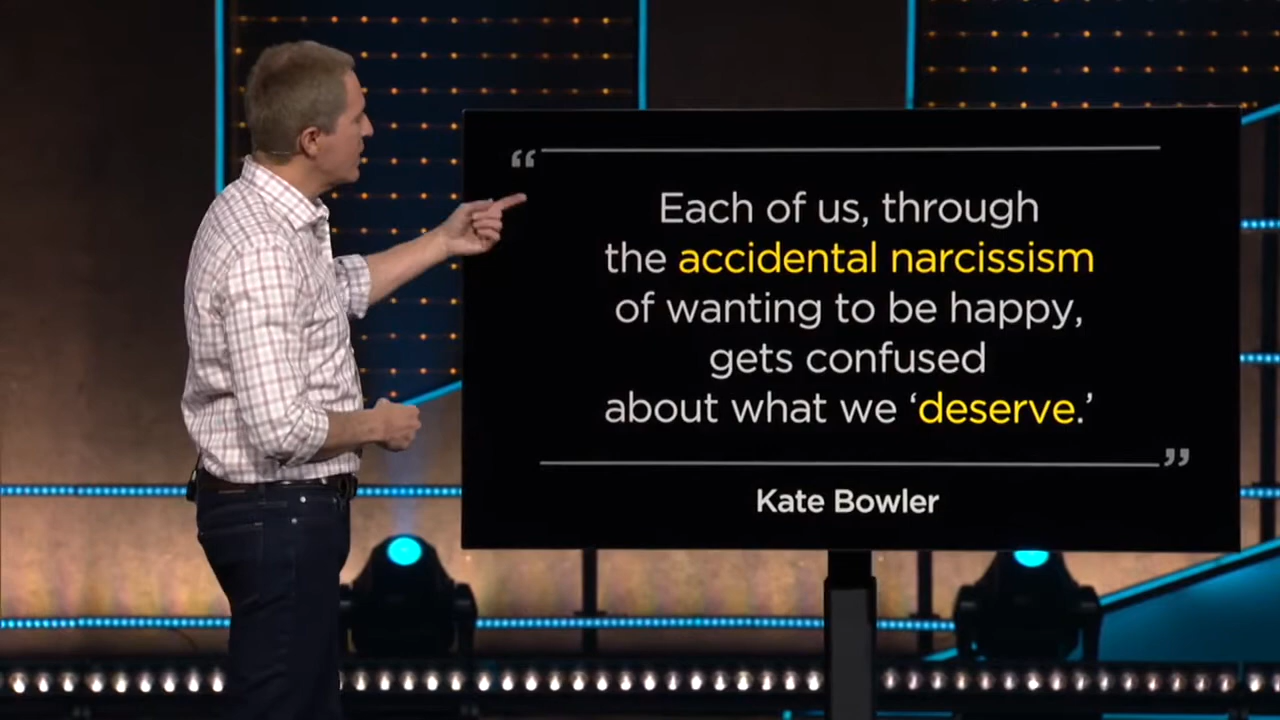 “
Each of us, through
the accidental narcissism
of wanting to be happy,
gets confused
about what we ‘deserve.’
”
Kate Bowler